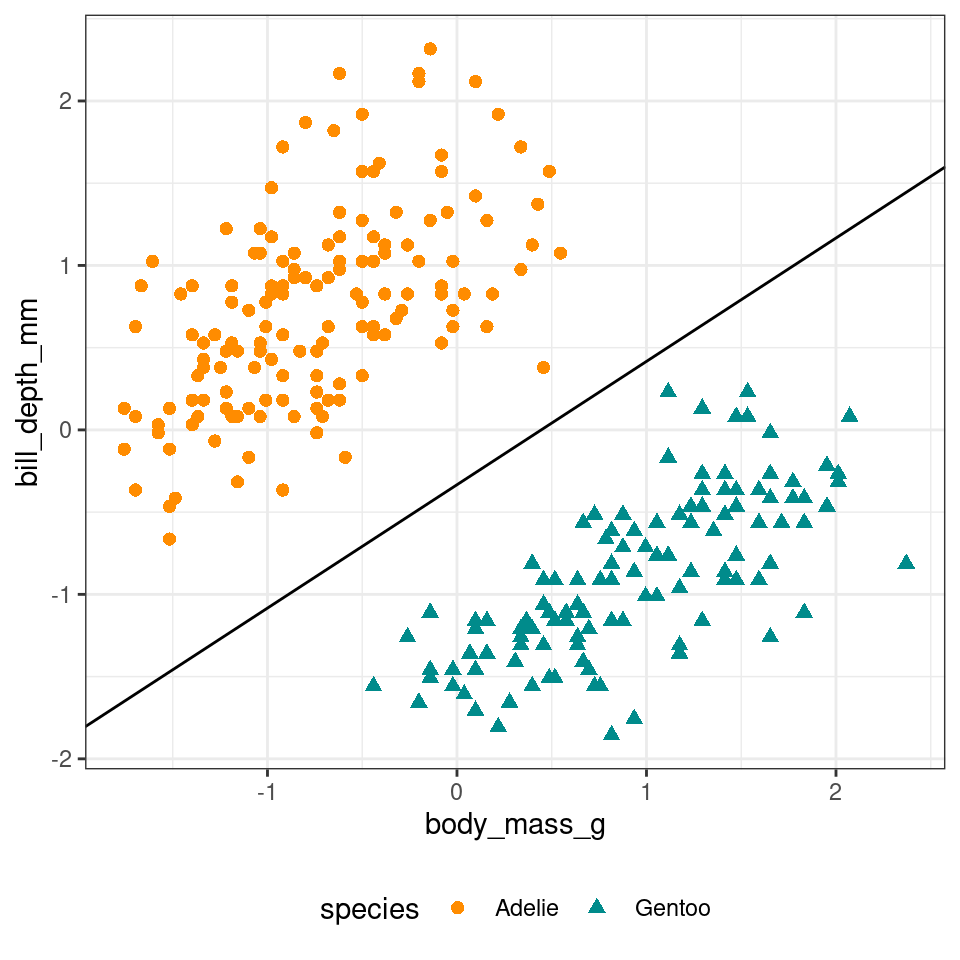 2
1
0
-1
-2
bill_depth_mm
-1 0 1 2
body_mass_g
species Adelie Gentoo